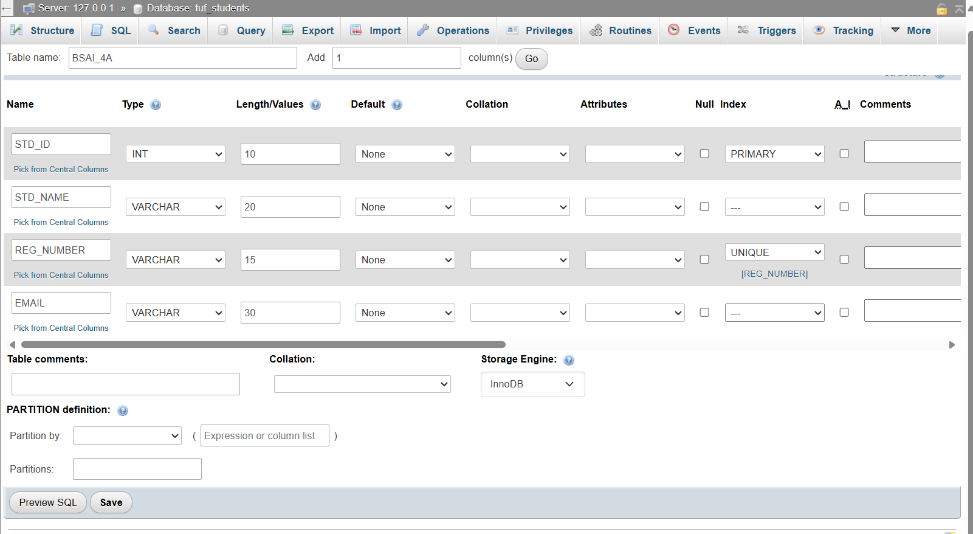 Server: 127.0.0.1 » Database: tuf_students
Structure SQL Search Query Export Import Operations Privileges Routines Events Triggers Tracking More
Table name: BSAI_4A Add 1 column(s) Go
Name Type Length/Values Default Collation Attributes Null Index A_I Comments
STD_ID INT 10 None PRIMARY
Pick from Central Columns
STD_NAME VARCHAR 20 None ---
Pick from Central Columns
REG_NUMBER VARCHAR 15 None UNIQUE
Pick from Central Columns [REG_NUMBER]
EMAIL VARCHAR 30 None ---
Pick from Central Columns
Table comments: Collation: Storage Engine:
InnoDB
PARTITION definition:
Partition by: ( Expression or column list )
Partitions:
Preview SQL Save